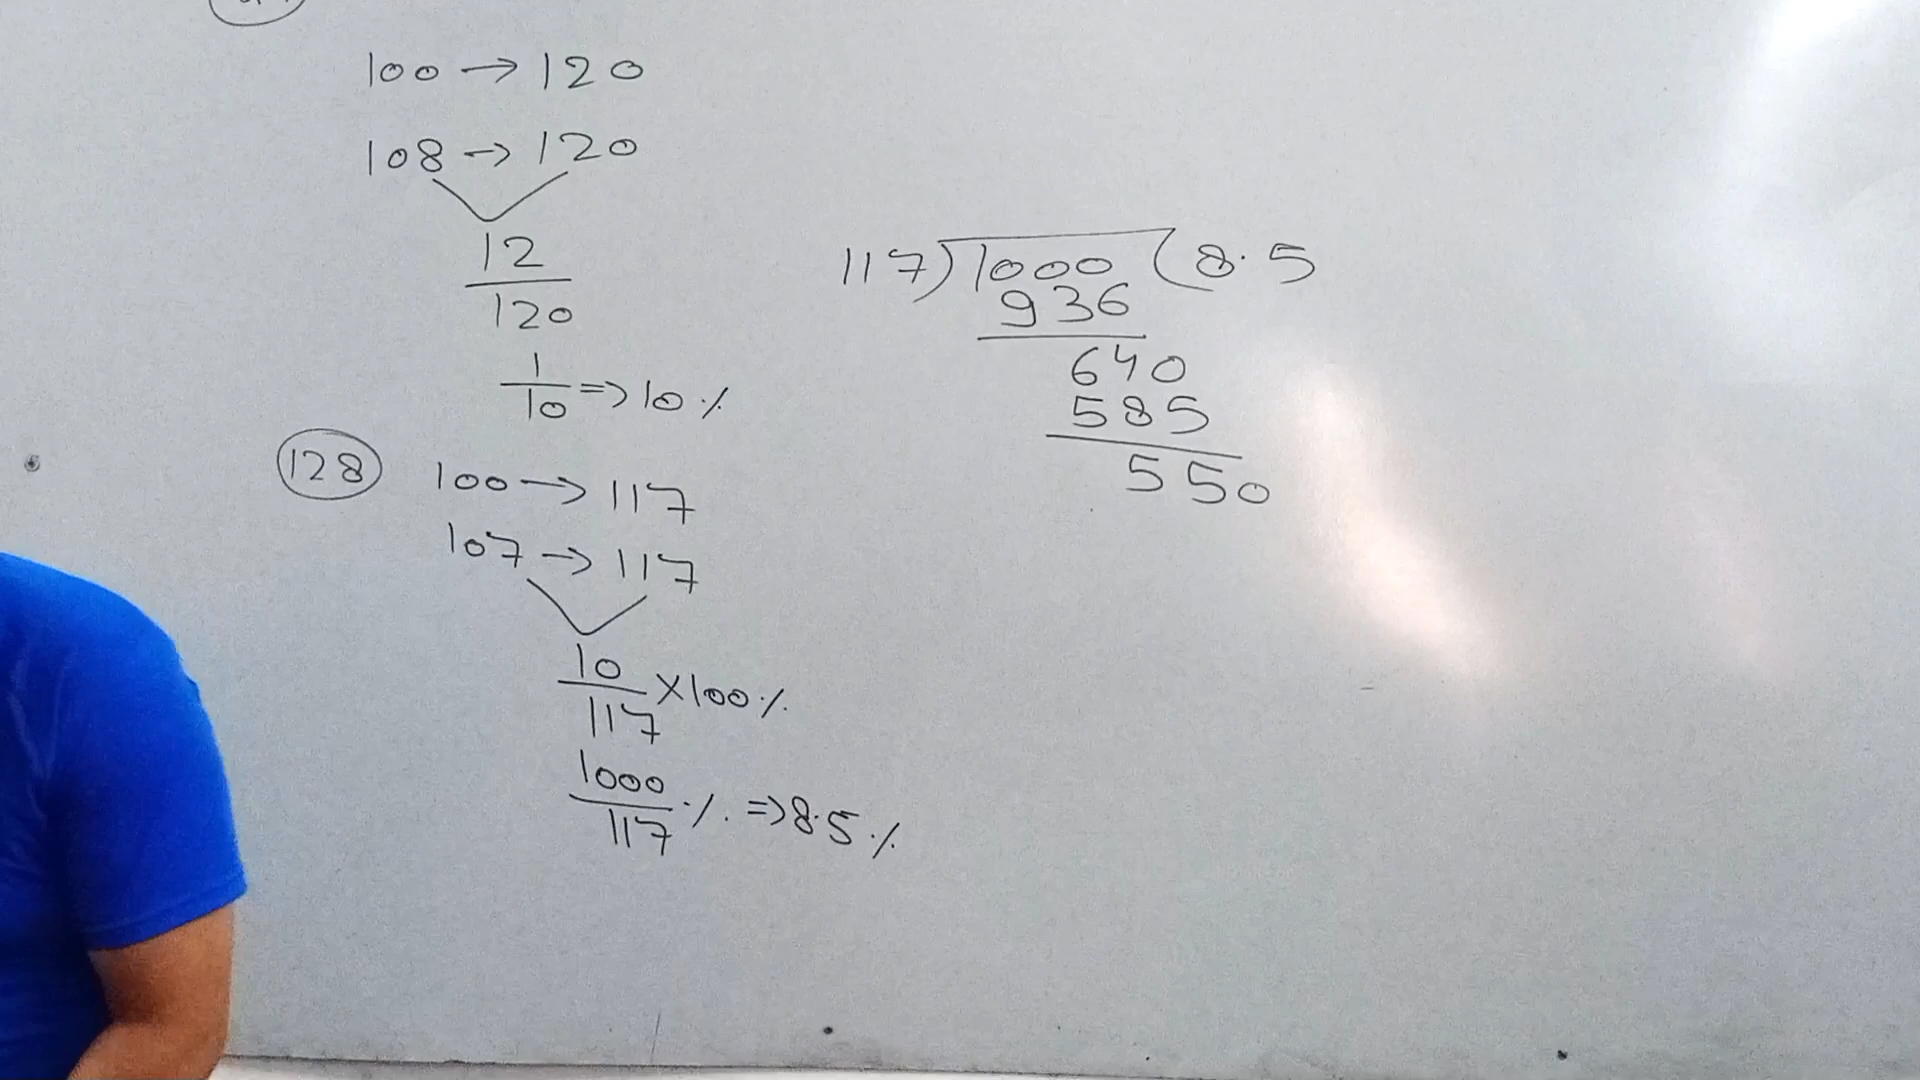 100 → 120
108 → 120
12
120
1
10 => 10 %
128 100 → 117
107 → 117
10
117 ×100 %
1000
117 % => 8.5 %
117)1000(8.5
936
640
585
550